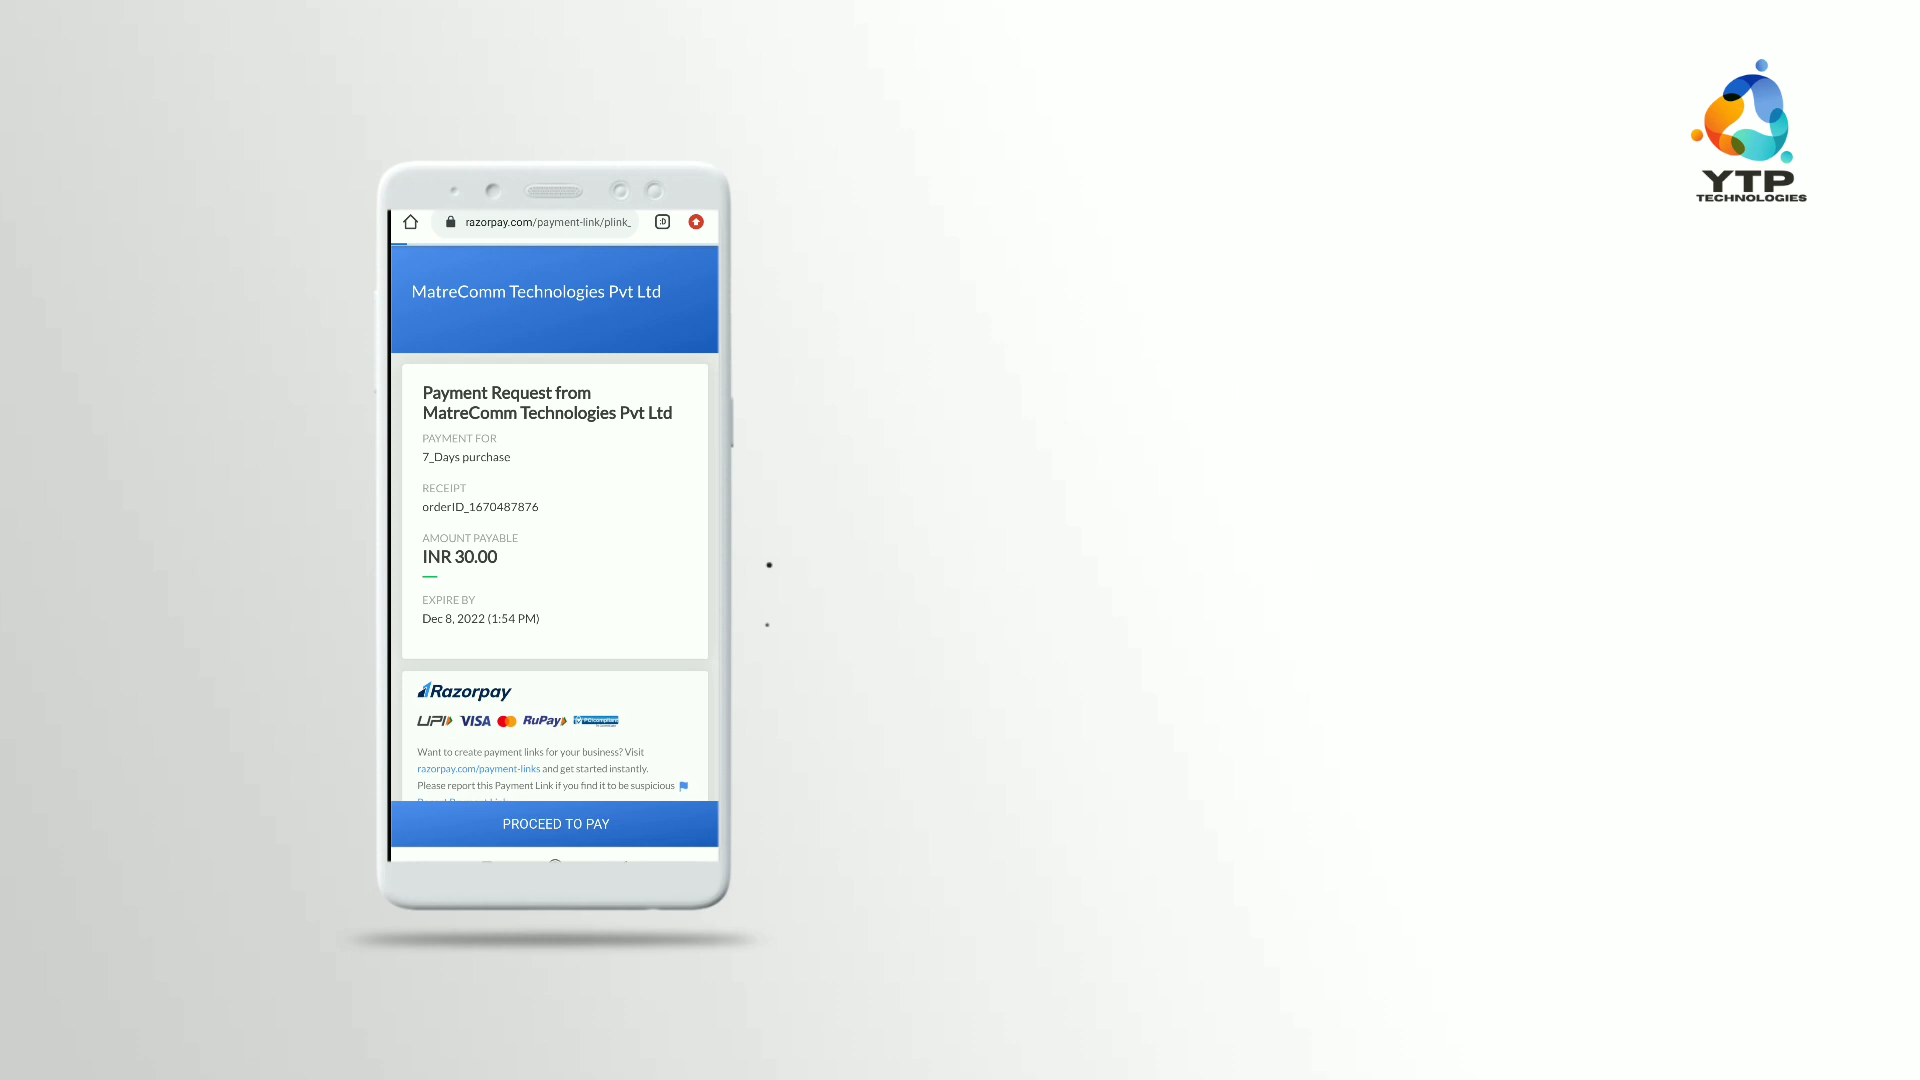 YTP
TECHNOLOGIES
razorpay.com/payment-link/plink_
:D
MatreComm Technologies Pvt Ltd
Payment Request from
MatreComm Technologies Pvt Ltd
PAYMENT FOR
7_Days purchase
RECEIPT
orderID_1670487876
AMOUNT PAYABLE
INR 30.00
EXPIRE BY
Dec 8, 2022 (1:54 PM)
Razorpay
UPI VISA RuPay PCI compliant
Want to create payment links for your business? Visit
razorpay.com/payment-links and get started instantly.
Please report this Payment Link if you find it to be suspicious
PROCEED TO PAY